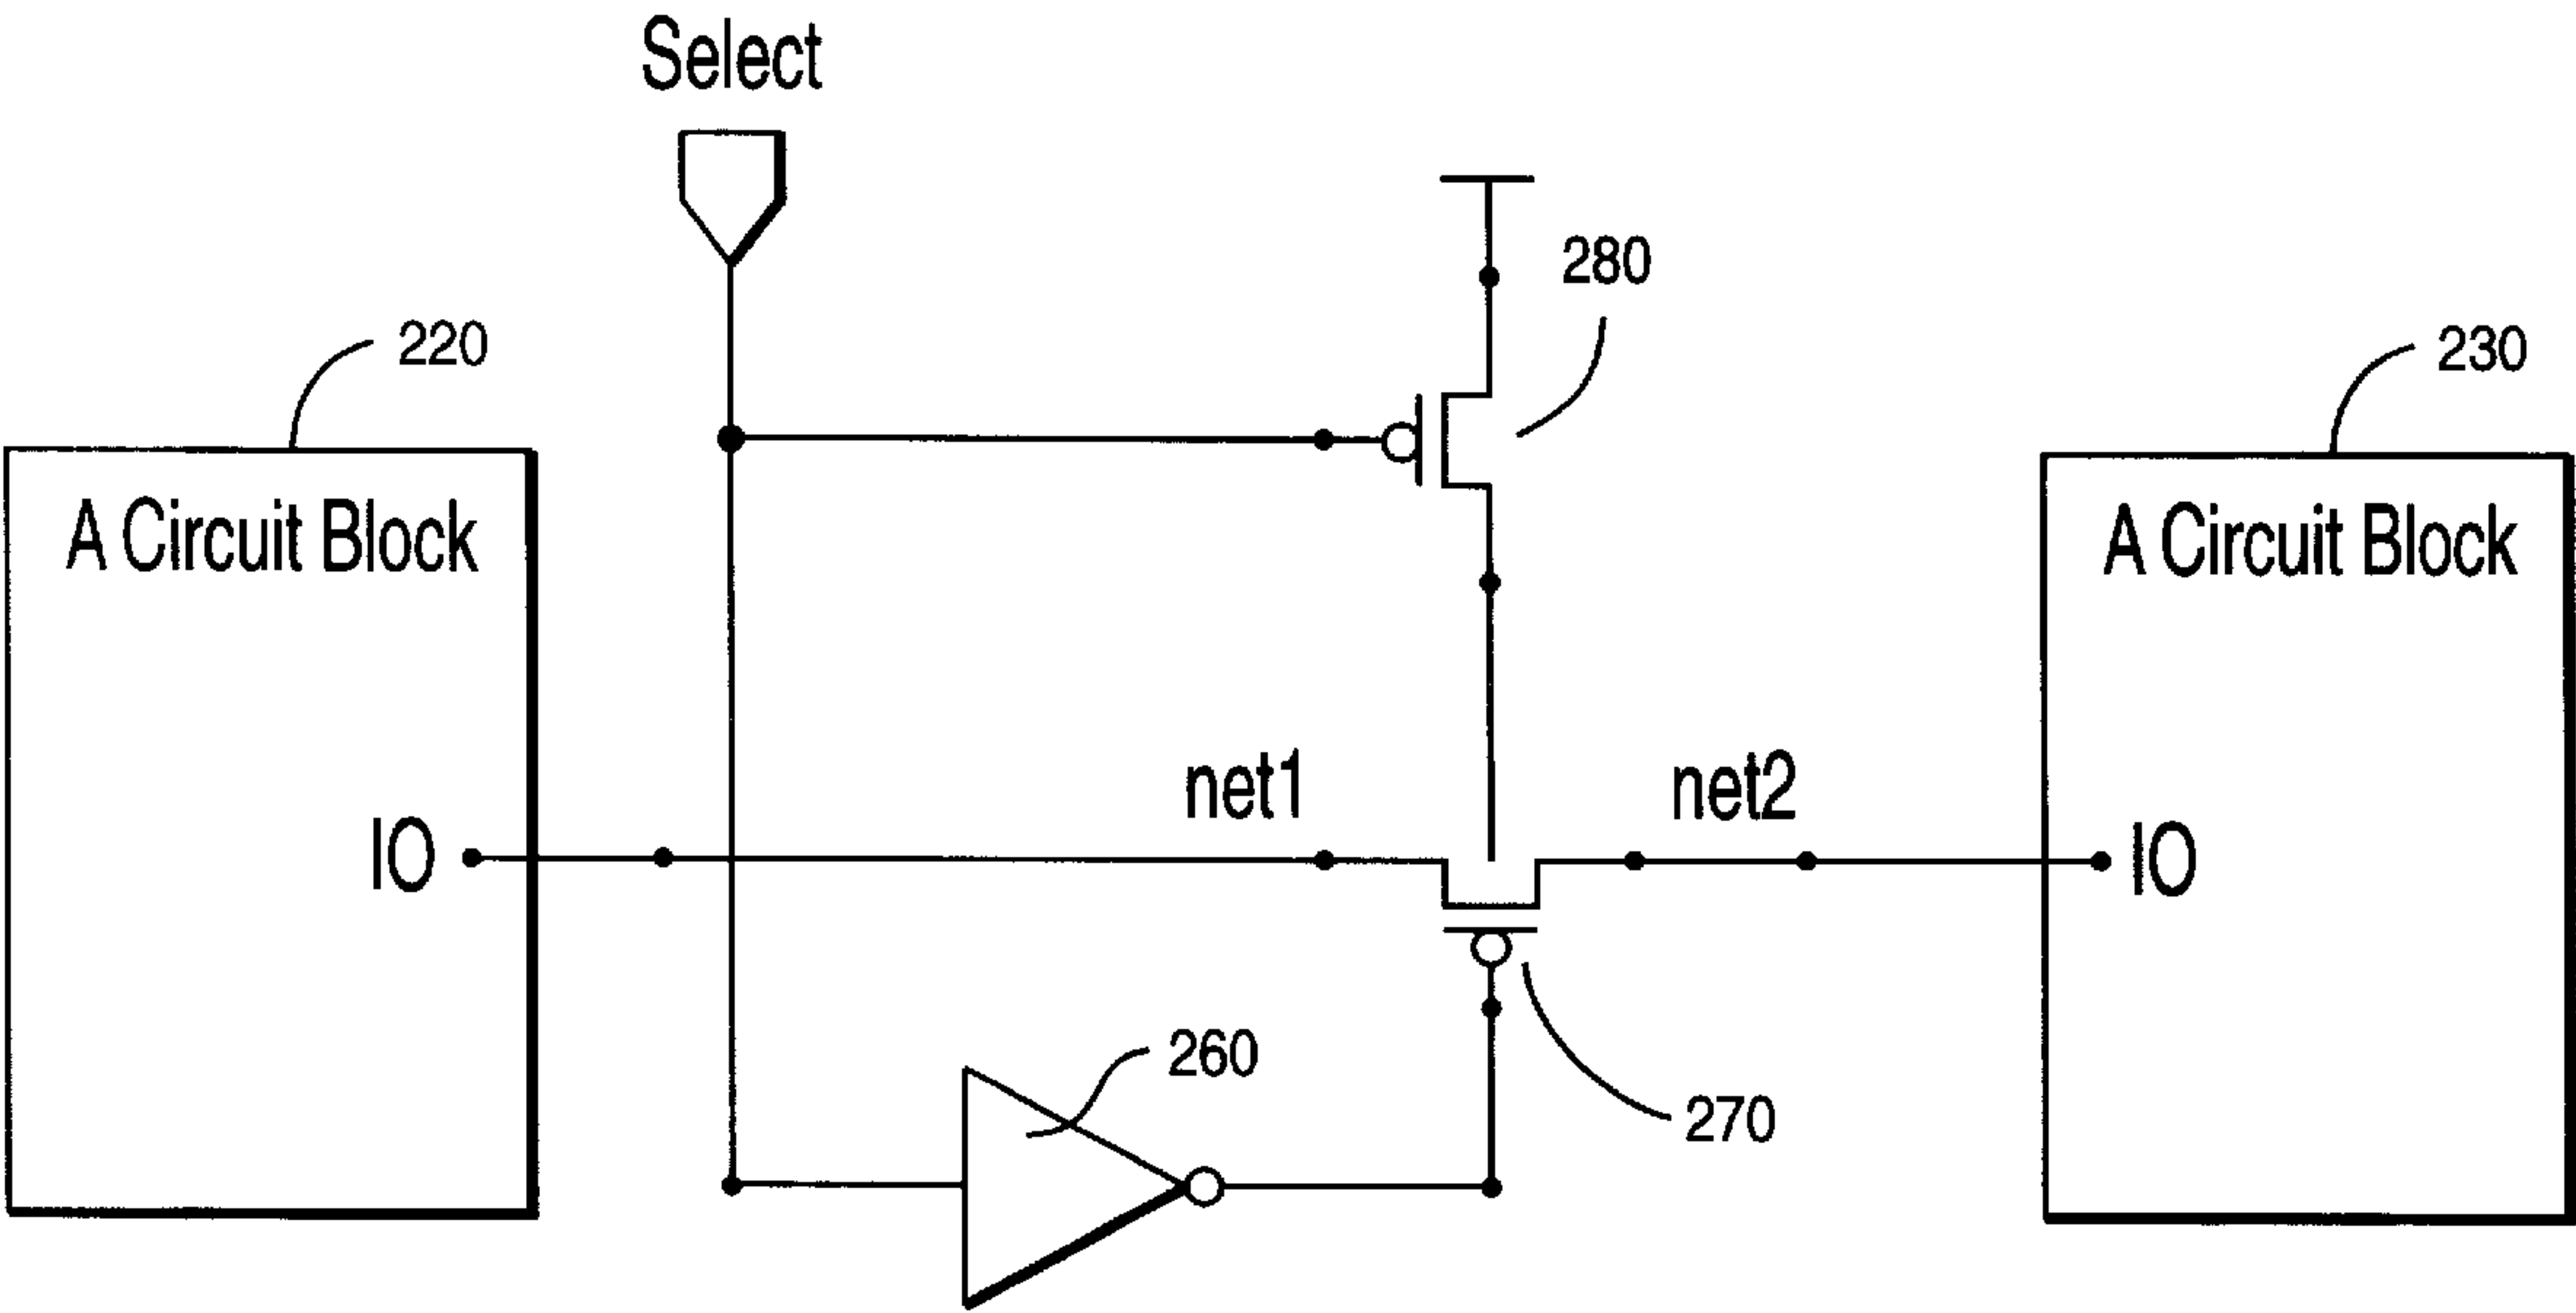 Select
280
220
230
A Circuit Block
A Circuit Block
net1
net2
IO
IO
260
270